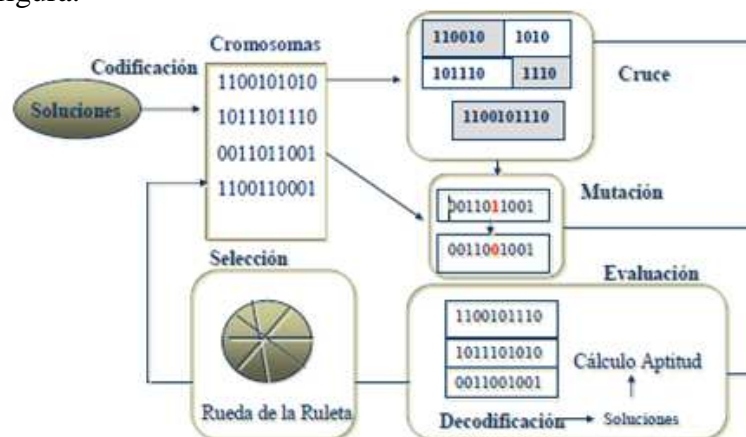 figura.
Cromosomas
Codificación
Soluciones
1100101010
1011101110
0011011001
1100110001
110010 1010
101110 1110
1100101110
Cruce
0011011001
0011001001
Mutación
Selección
Rueda de la Ruleta
Evaluación
1100101110
1011101010
0011001001
Cálculo Aptitud
Decodificación
Soluciones